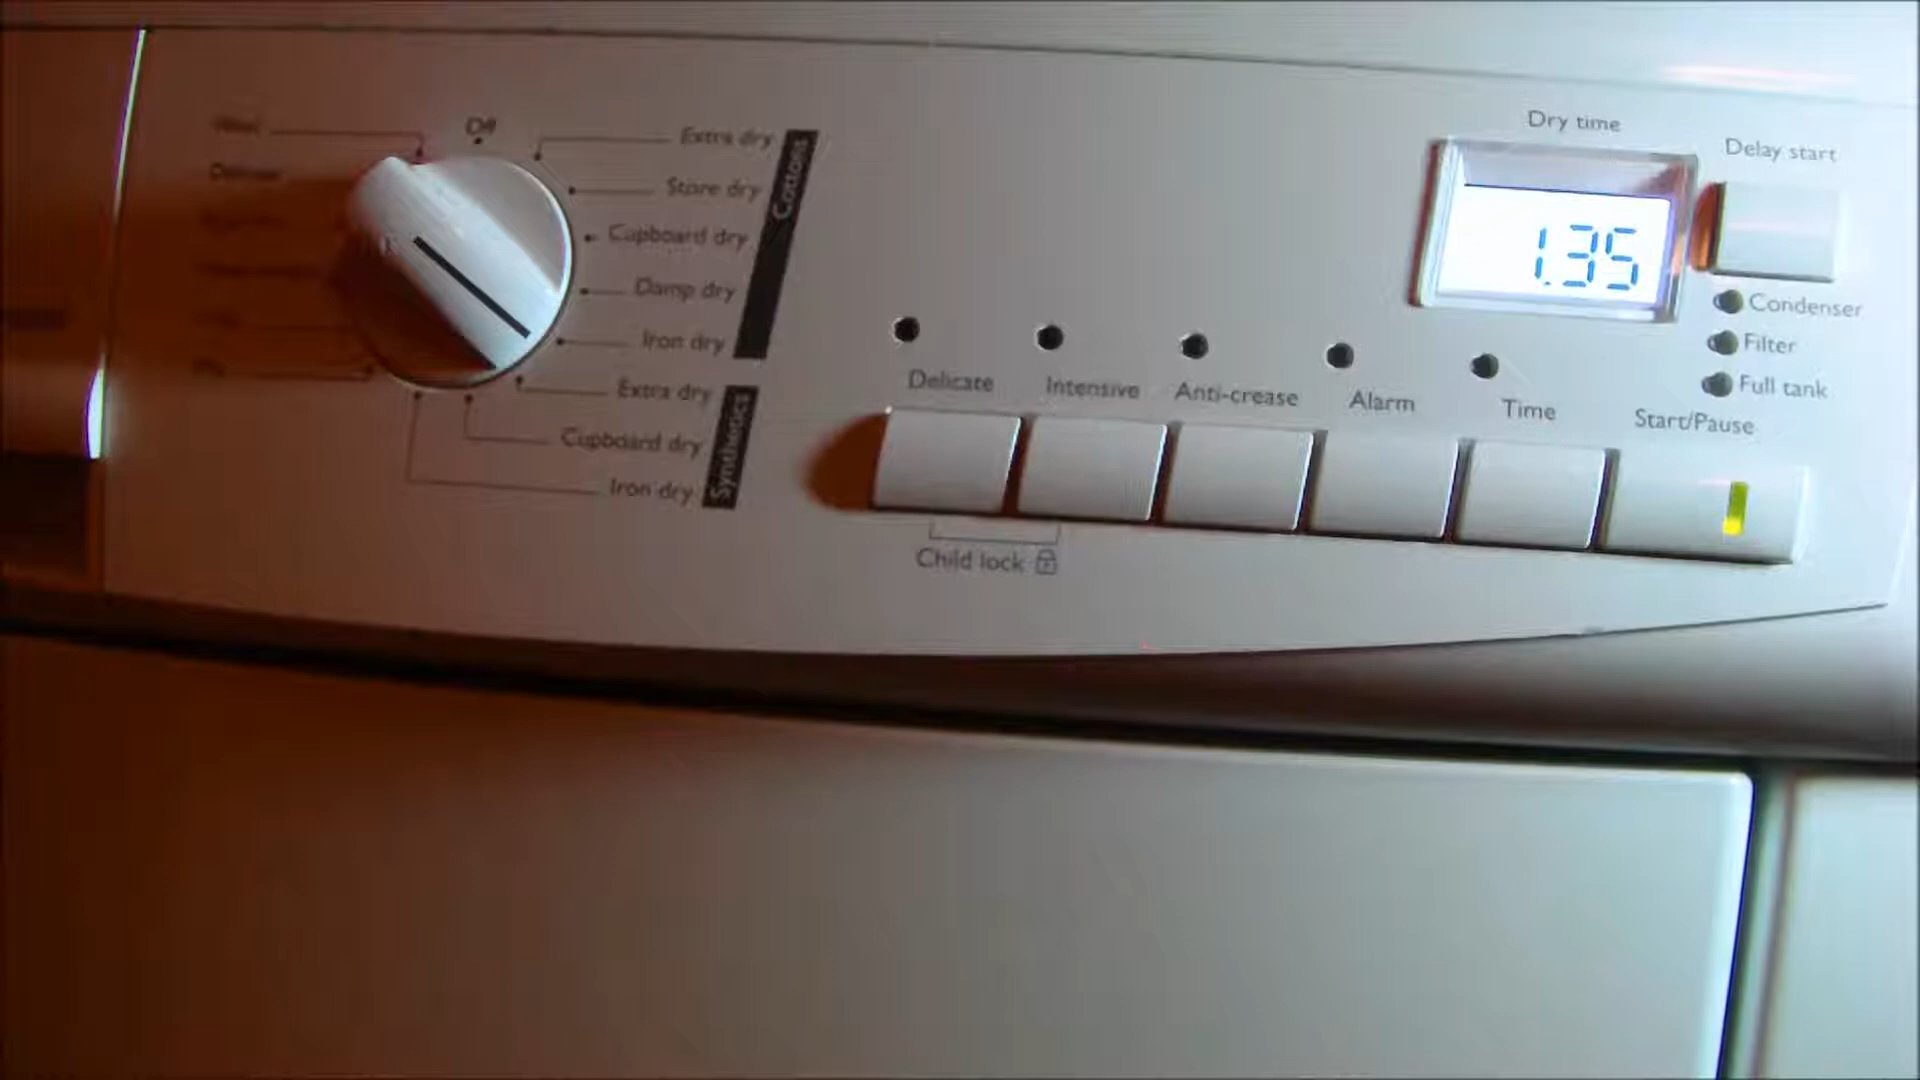 Wool
Off
Delicate
Extra dry
Store dry
Cupboard dry
Damp dry
Iron dry
Cottons
Extra dry
Cupboard dry
Iron dry
Synthetics
Dry time
1.35
Delay start
Condenser
Filter
Full tank
Delicate
Intensive
Anti-crease
Alarm
Time
Start/Pause
Child lock